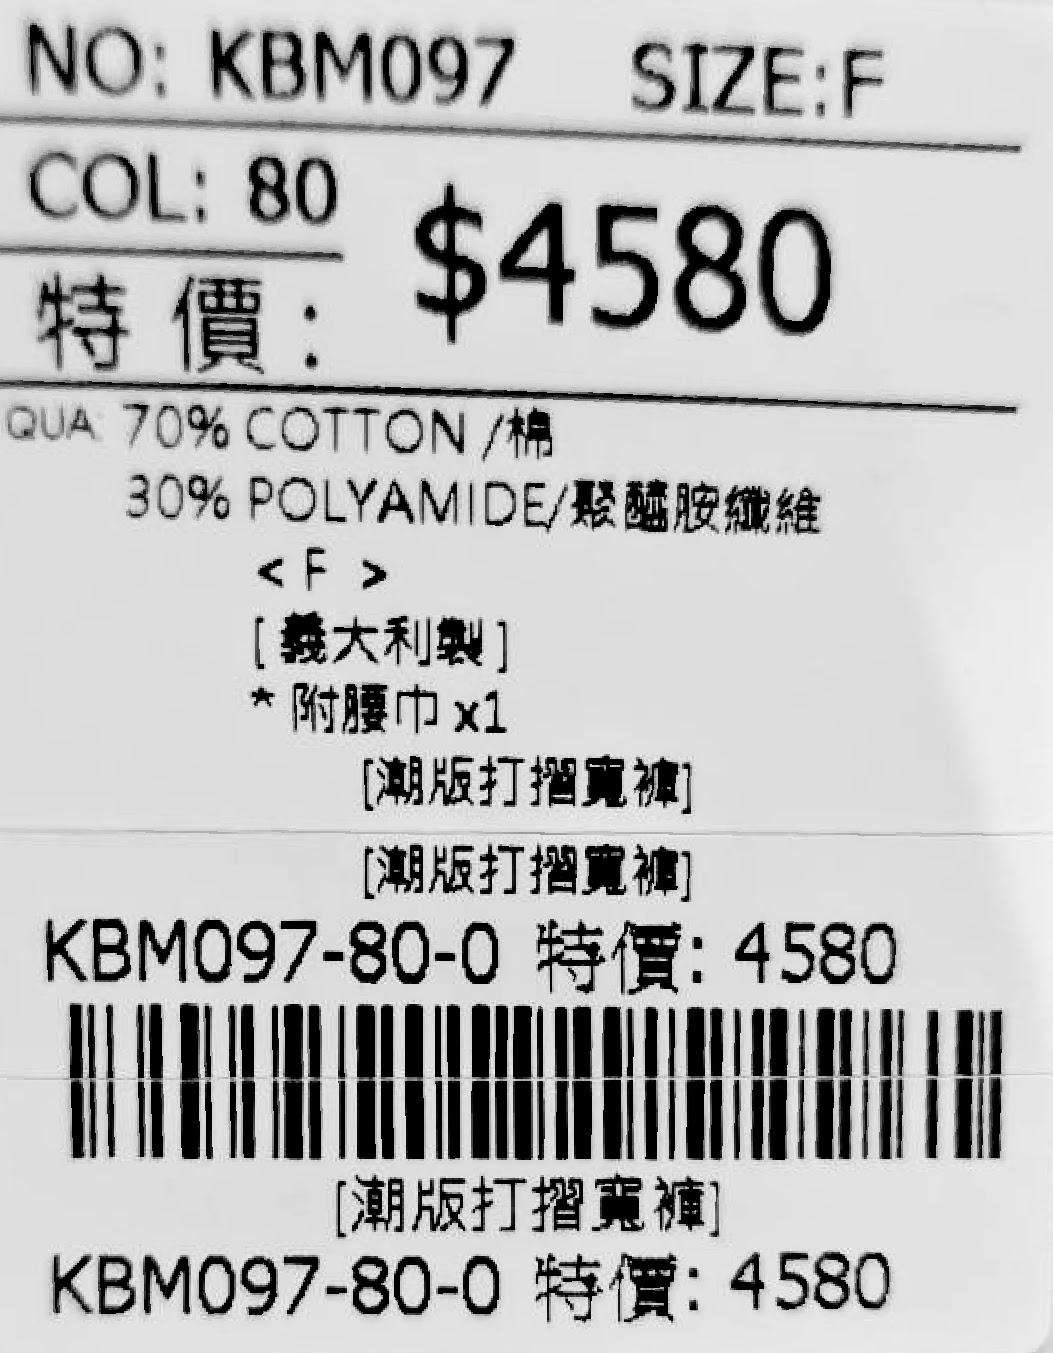 NO: KBM097 SIZE:F
COL: 80
$4580
特 價 :
QUA: 70% COTTON /棉
30% POLYAMIDE/聚醯胺纖維
< F >
[ 義大利製 ]
* 附腰巾 x1
[潮版打摺寬褲]
[潮版打摺寬褲]
KBM097-80-0 特價: 4580
[潮版打摺寬褲]
KBM097-80-0 特價: 4580